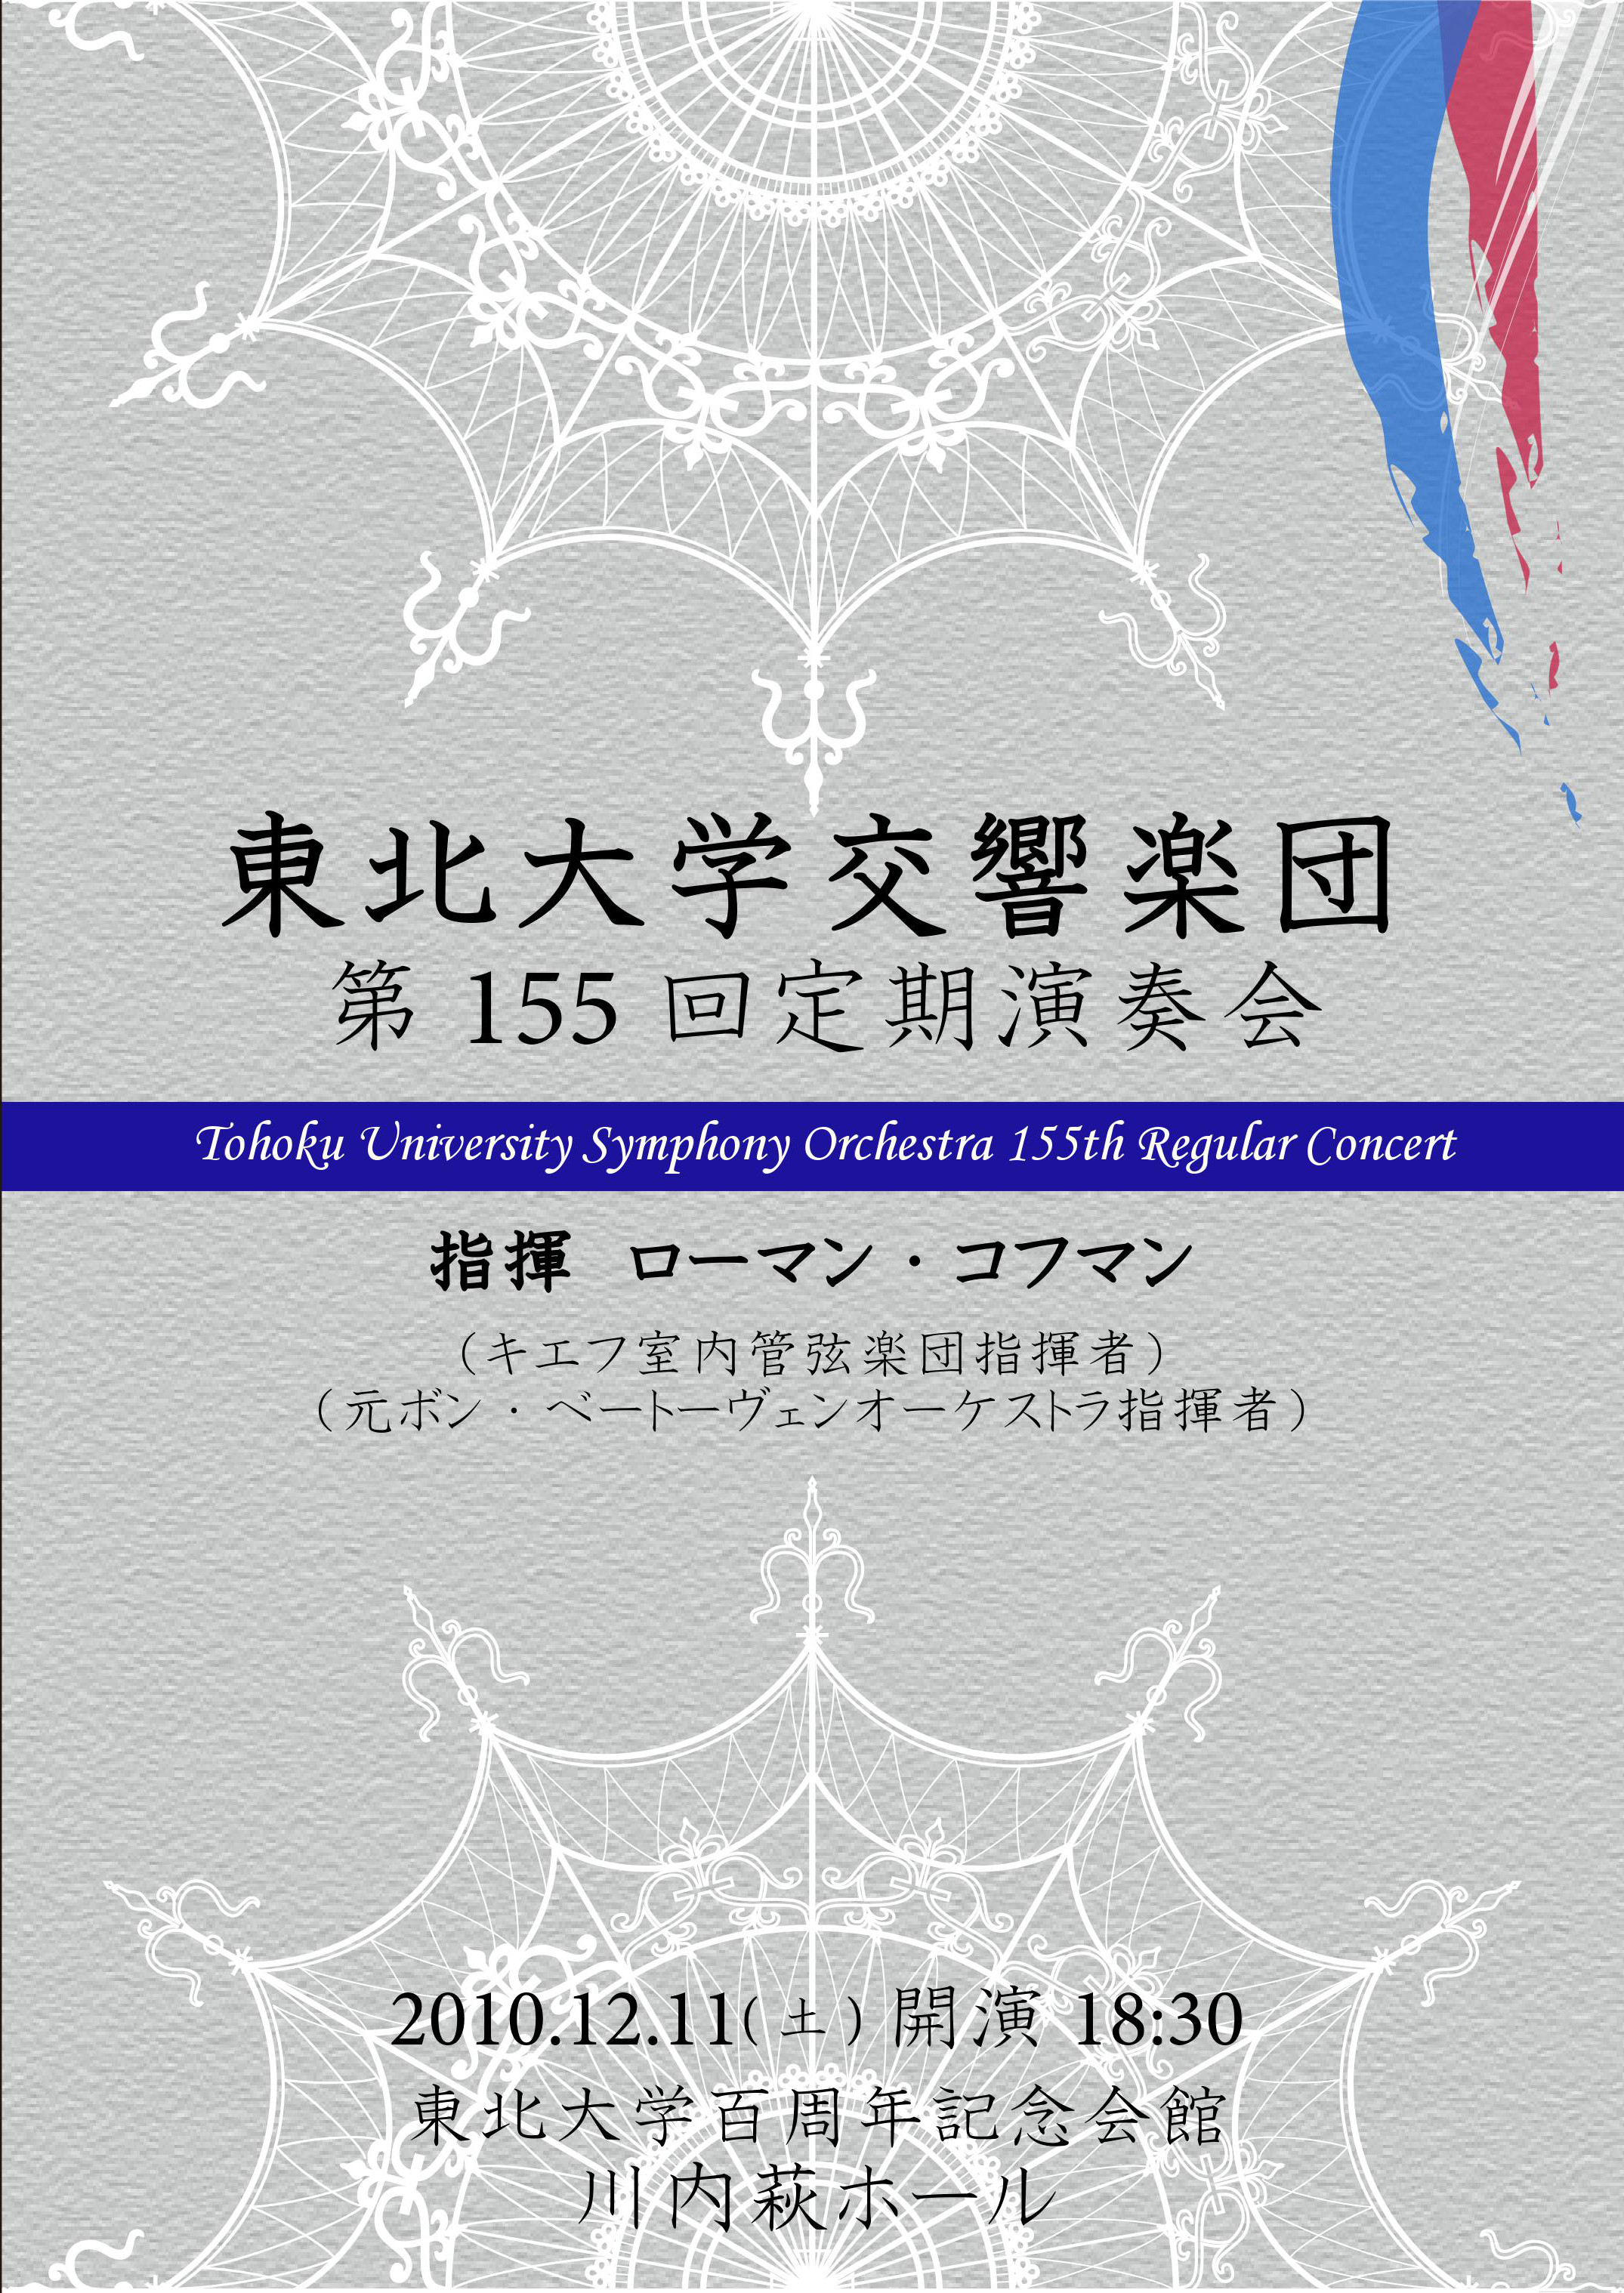 東北大学交響楽団
第 155 回定期演奏会
Tohoku University Symphony Orchestra 155th Regular Concert
指揮　ローマン・コフマン
（キエフ室内管弦楽団指揮者）
（元ボン・ベートーヴェンオーケストラ指揮者）
2010.12.11(土) 開演 18:30
東北大学百周年記念会館
川内萩ホール